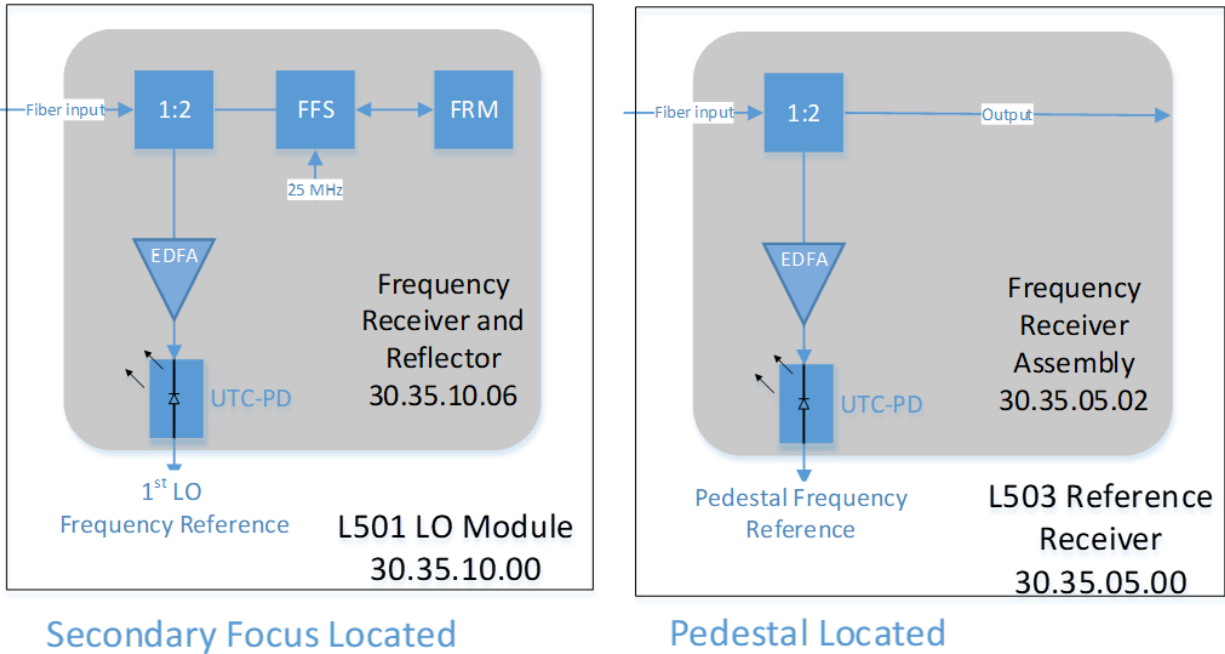 Fiber input
1:2
FFS
FRM
25 MHz
EDFA
Frequency
Receiver and
Reflector
30.35.10.06
UTC-PD
1st LO
Frequency Reference
L501 LO Module
30.35.10.00
Secondary Focus Located
Fiber input
1:2
Output
EDFA
Frequency
Receiver
Assembly
30.35.05.02
UTC-PD
Pedestal Frequency
Reference
L503 Reference
Receiver
30.35.05.00
Pedestal Located